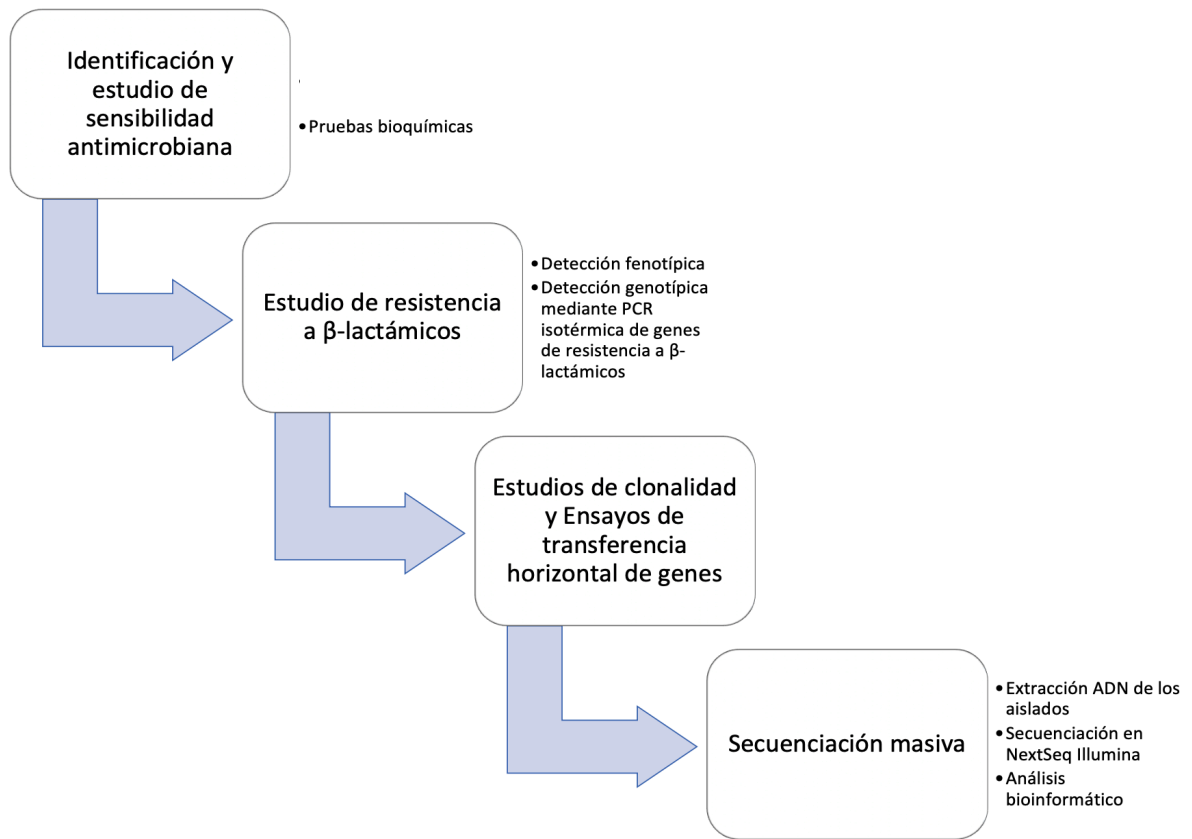 Identificación y
estudio de
sensibilidad
antimicrobiana
• Pruebas bioquímicas
Estudio de resistencia
a β-lactámicos
• Detección fenotípica
• Detección genotípica
mediante PCR
isotérmica de genes
de resistencia a β-
lactámicos
Estudios de clonalidad
y Ensayos de
transferencia
horizontal de genes
Secuenciación masiva
• Extracción ADN de los
aislados
• Secuenciación en
NextSeq Illumina
• Análisis
bioinformático